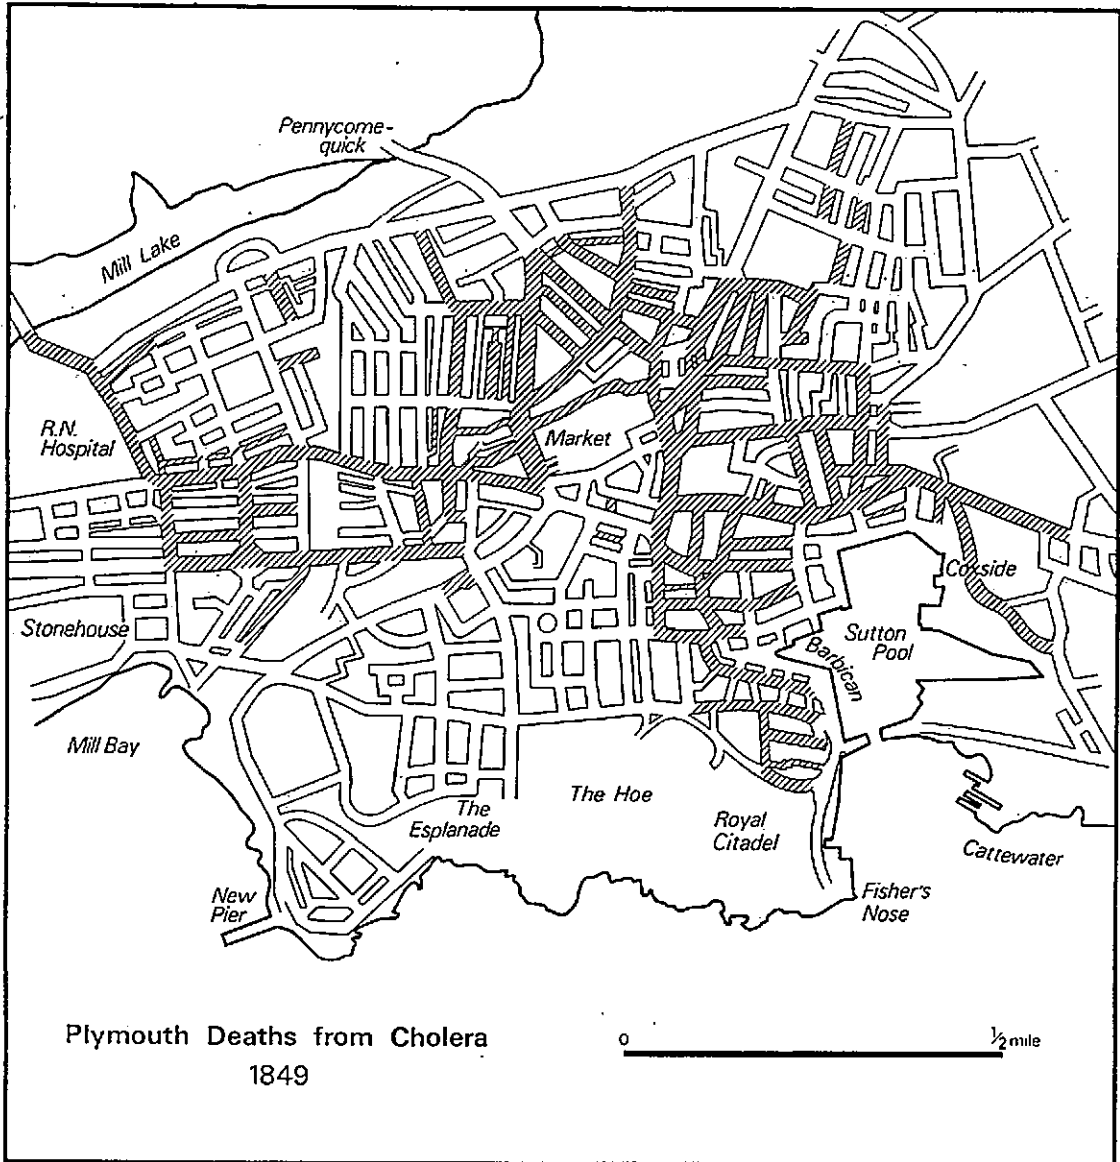 Pennycome-
quick
Mill Lake
R.N.
Hospital
Market
Stonehouse
Coxside
Sutton
Pool
Barbican
Mill Bay
The
Esplanade
The Hoe
Royal
Citadel
Cattewater
New
Pier
Fisher's
Nose
Plymouth Deaths from Cholera
1849
0
½ mile